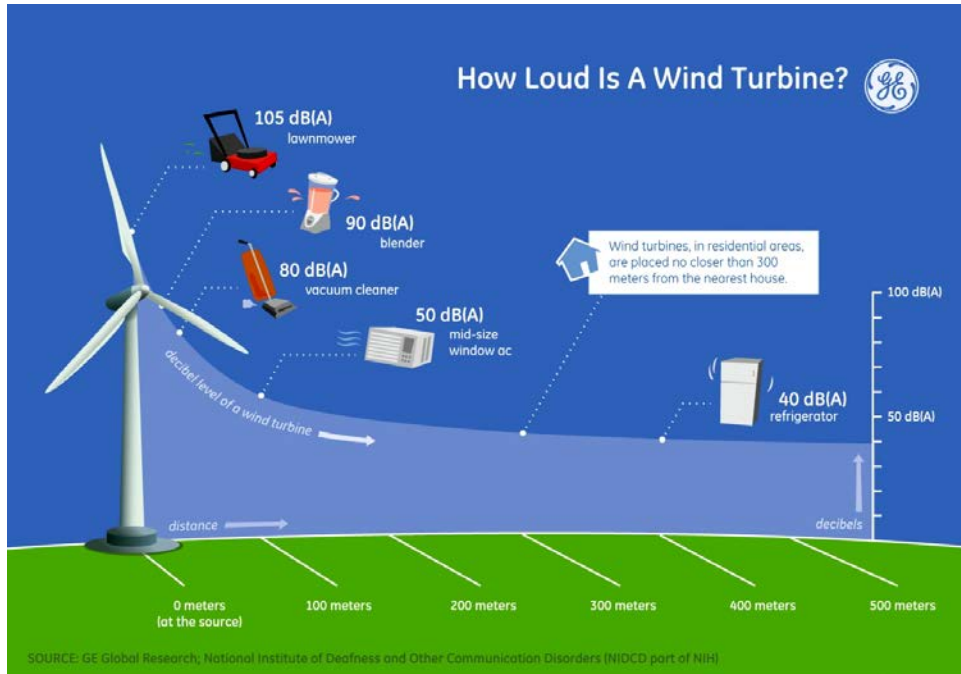 How Loud Is A Wind Turbine?
GE
105 dB(A)
lawnmower
90 dB(A)
blender
80 dB(A)
vacuum cleaner
50 dB(A)
mid-size
window ac
Wind turbines, in residential areas,
are placed no closer than 300
meters from the nearest house.
100 dB(A)
40 dB(A)
refrigerator
50 dB(A)
decibel level of a wind turbine
distance
decibels
0 meters
(at the source)
100 meters
200 meters
300 meters
400 meters
500 meters
SOURCE: GE Global Research; National Institute of Deafness and Other Communication Disorders (NIDCD part of NIH)